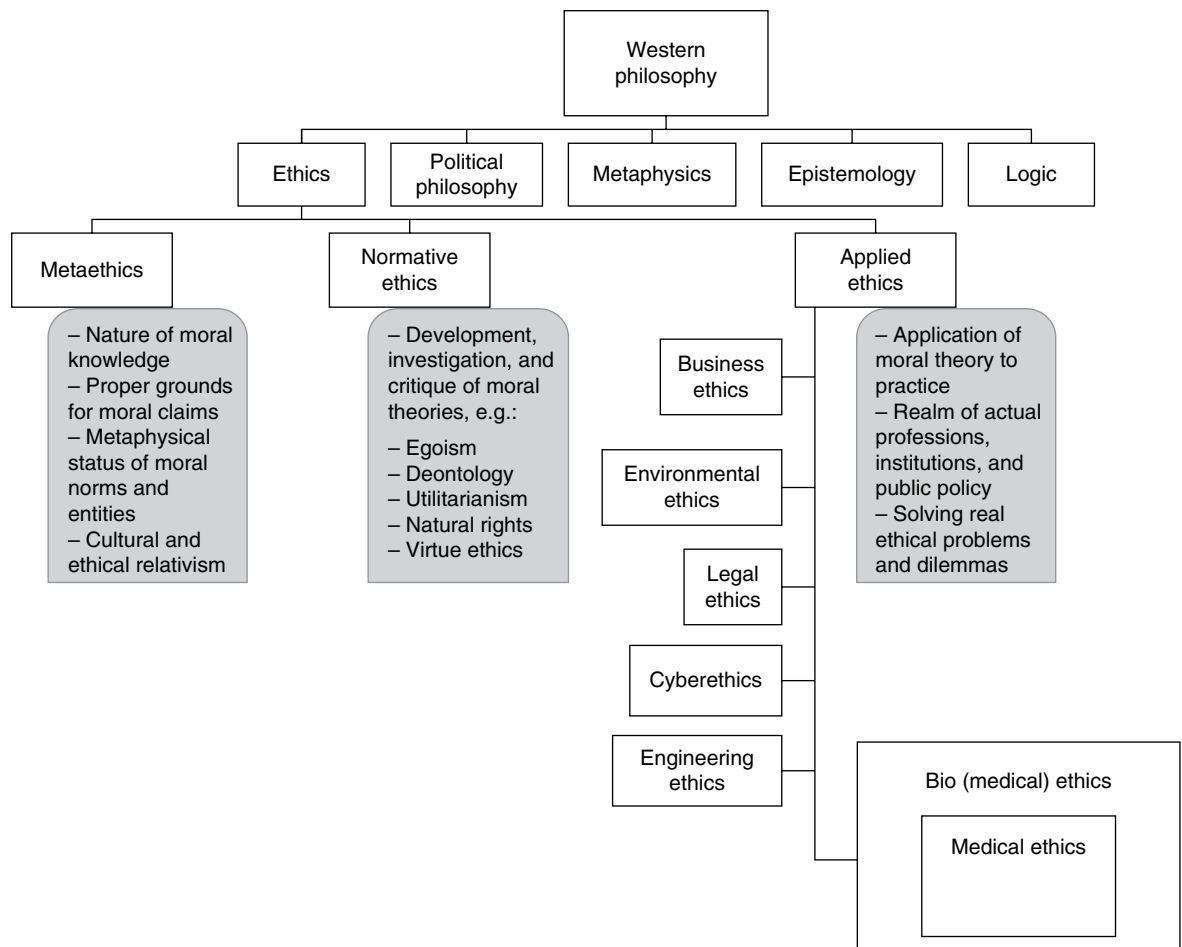 Western
philosophy
Ethics
Political
philosophy
Metaphysics
Epistemology
Logic
Metaethics
Normative
ethics
Applied
ethics
– Nature of moral
knowledge
– Proper grounds
for moral claims
– Metaphysical
status of moral
norms and
entities
– Cultural and
ethical relativism
– Development,
investigation, and
critique of moral
theories, e.g.:
– Egoism
– Deontology
– Utilitarianism
– Natural rights
– Virtue ethics
– Application of
moral theory to
practice
– Realm of actual
professions,
institutions, and
public policy
– Solving real
ethical problems
and dilemmas
Business
ethics
Environmental
ethics
Legal
ethics
Cyberethics
Engineering
ethics
Bio (medical) ethics
Medical ethics